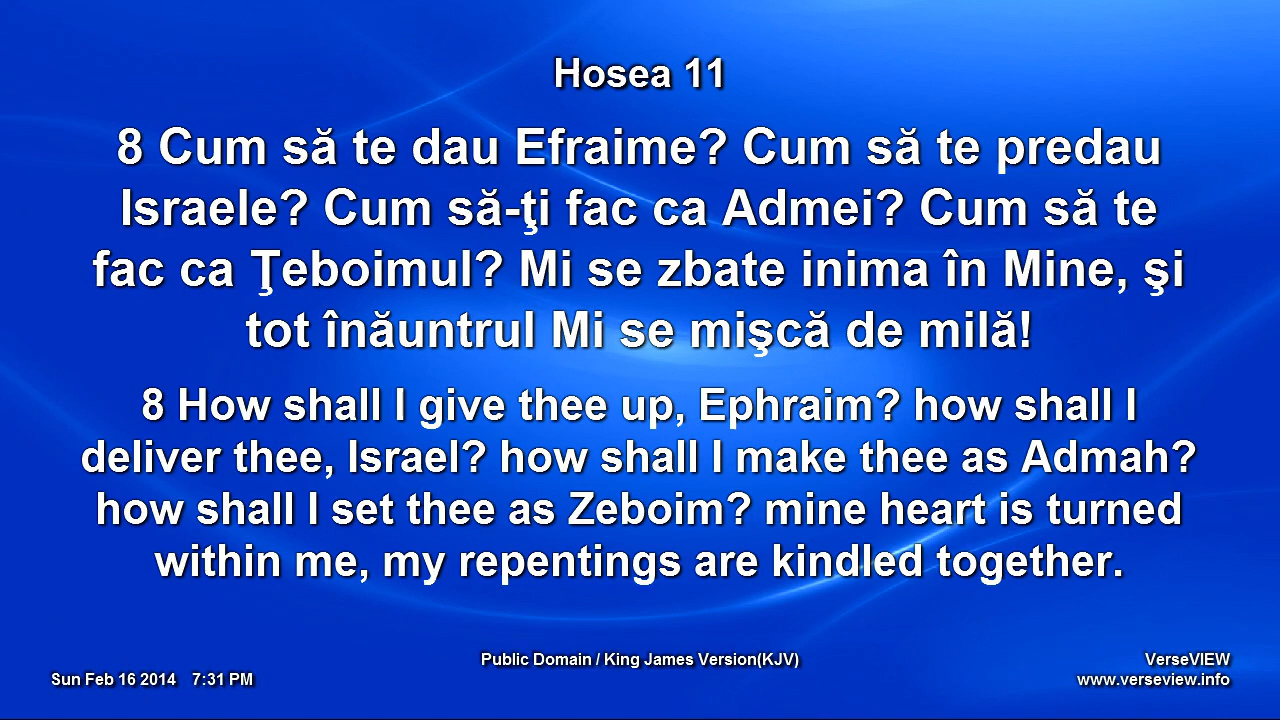 Hosea 11
8 Cum să te dau Efraime? Cum să te predau
Israele? Cum să-ţi fac ca Admei? Cum să te
fac ca Ţeboimul? Mi se zbate inima în Mine, şi
tot înăuntrul Mi se mişcă de milă!
8 How shall I give thee up, Ephraim? how shall I
deliver thee, Israel? how shall I make thee as Admah?
how shall I set thee as Zeboim? mine heart is turned
within me, my repentings are kindled together.
Public Domain / King James Version(KJV)
VerseVIEW
Sun Feb 16 2014 7:31 PM
www.verseview.info